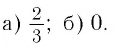 а) 2/3; б) 0.